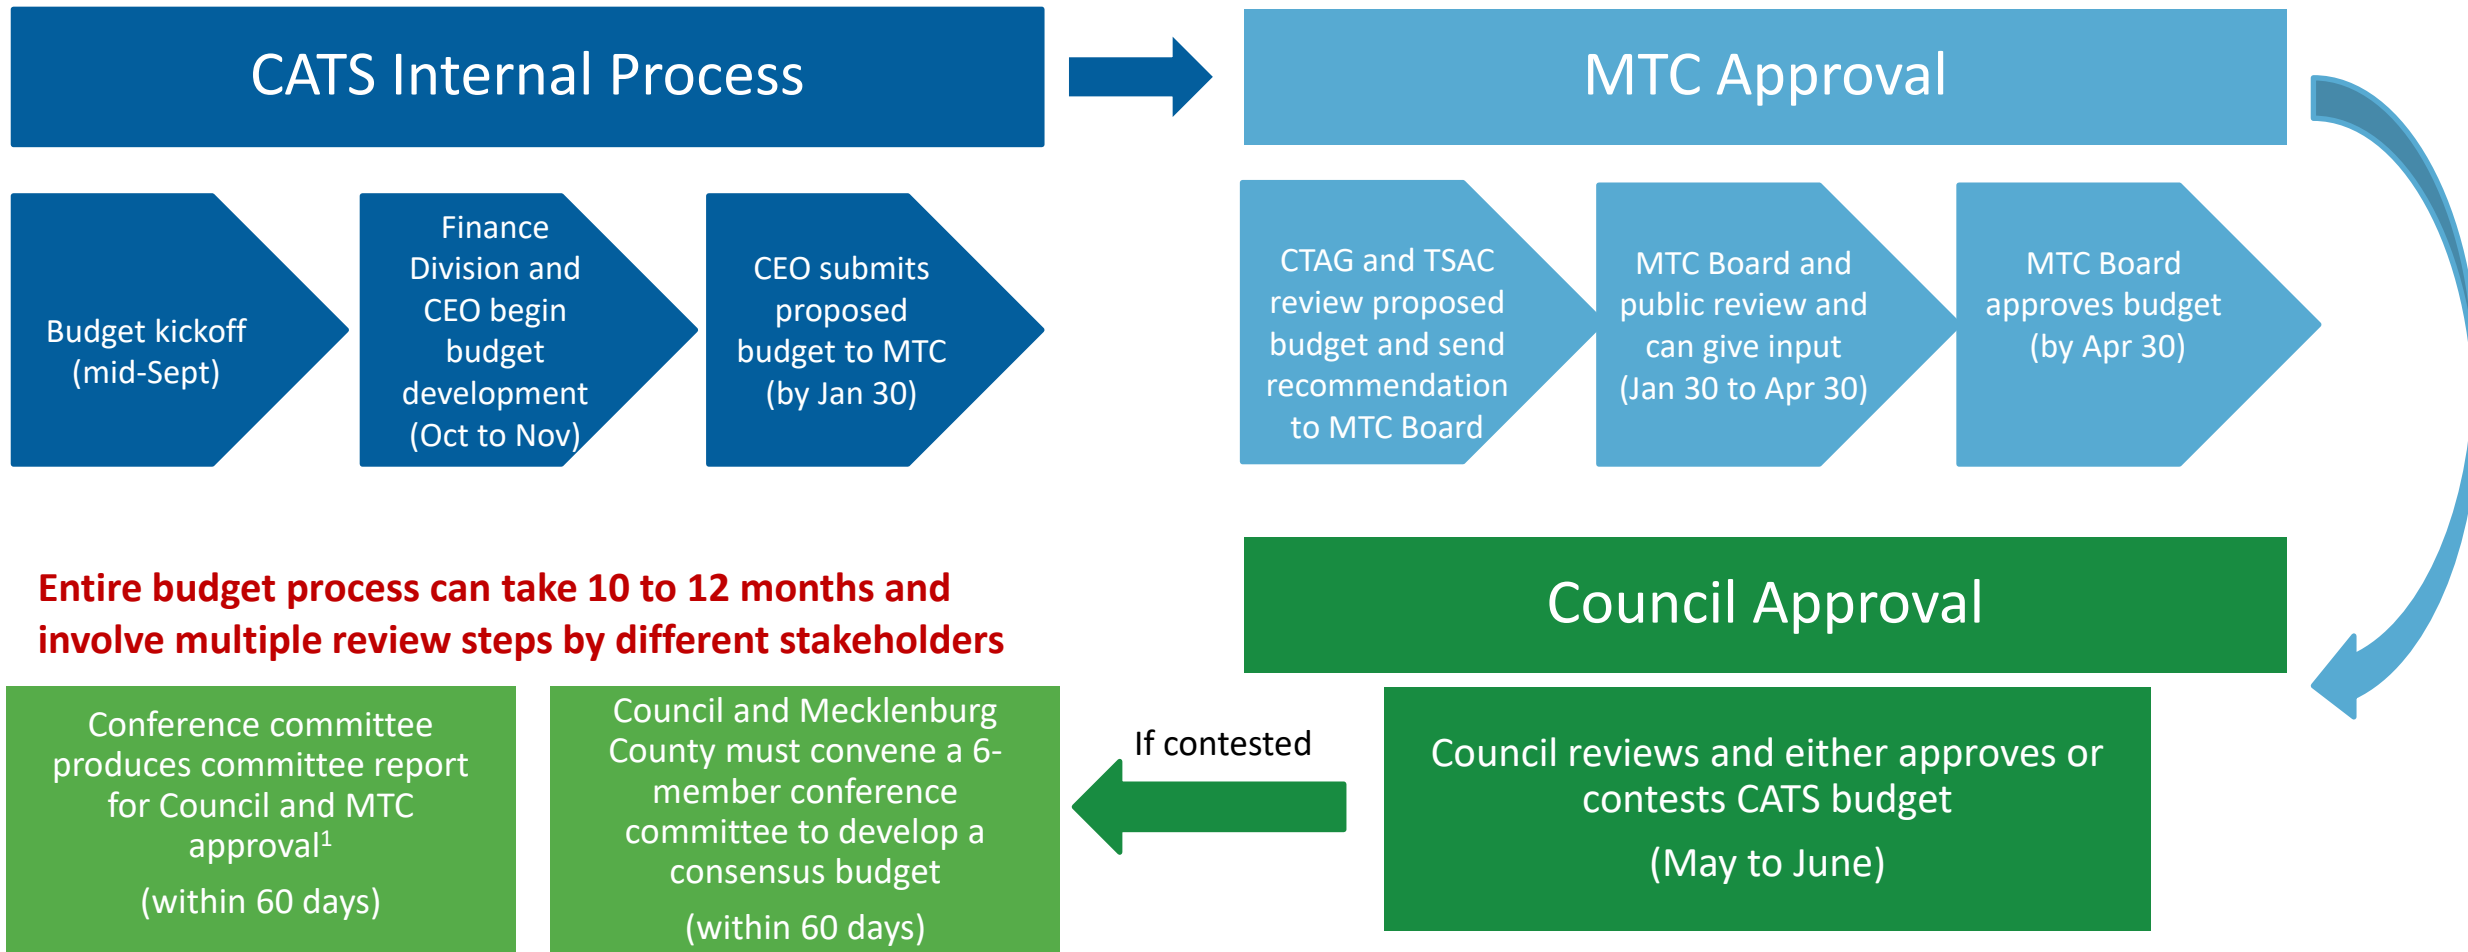 CATS Internal Process
MTC Approval
Budget kickoff
(mid-Sept)
Finance
Division and
CEO begin
budget
development
(Oct to Nov)
CEO submits
proposed
budget to MTC
(by Jan 30)
CTAG and TSAC
review proposed
budget and send
recommendation
to MTC Board
MTC Board and
public review and
can give input
(Jan 30 to Apr 30)
MTC Board
approves budget
(by Apr 30)
Entire budget process can take 10 to 12 months and
involve multiple review steps by different stakeholders
Council Approval
Council reviews and either approves or
contests CATS budget
(May to June)
If contested
Council and Mecklenburg
County must convene a 6-
member conference
committee to develop a
consensus budget
(within 60 days)
Conference committee
produces committee report
for Council and MTC
approval¹
(within 60 days)